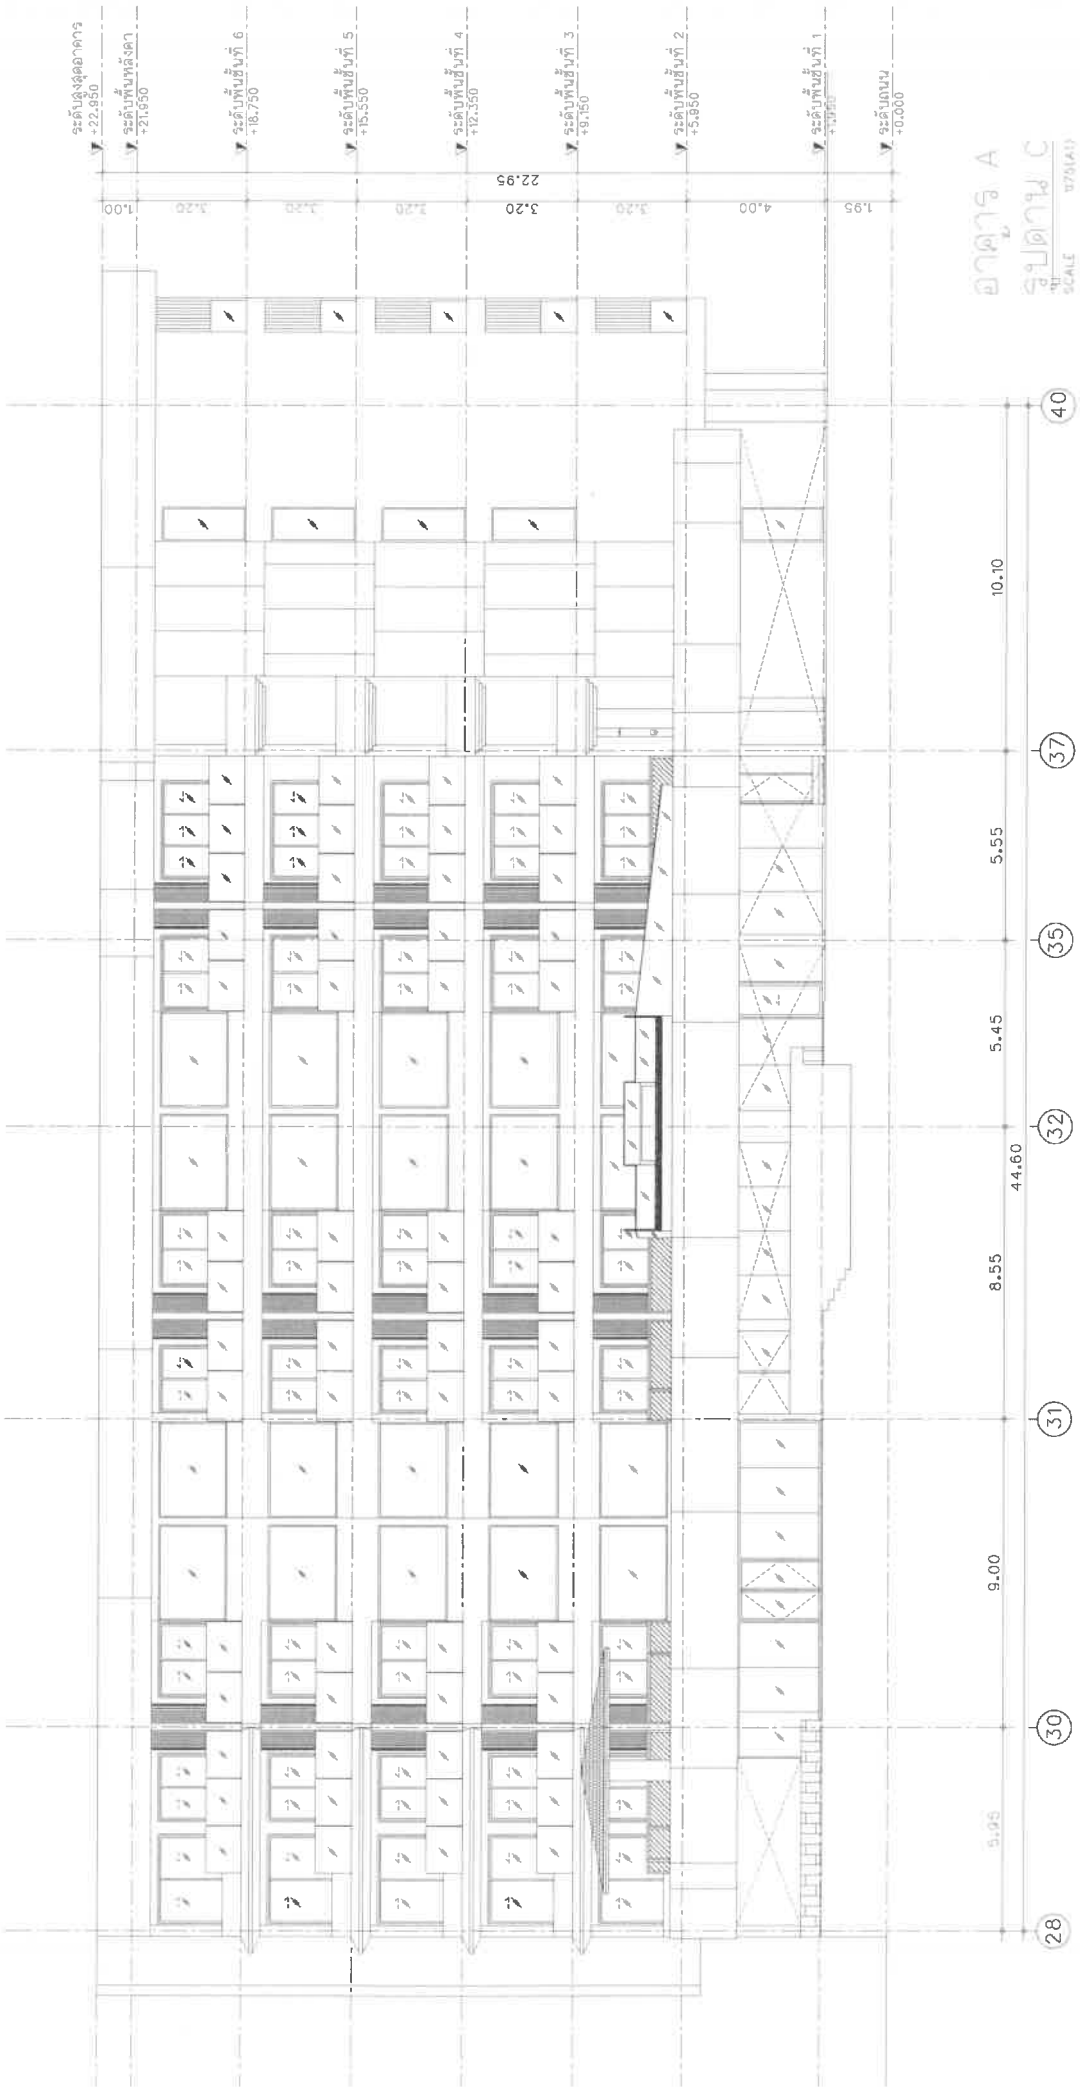 ระดับสูงสุดอาคาร
+22.950
ระดับพื้นหลังคา
+21.950
ระดับพื้นชั้นที่ 6
+18.750
ระดับพื้นชั้นที่ 5
+15.550
ระดับพื้นชั้นที่ 4
+12.350
ระดับพื้นชั้นที่ 3
+9.150
ระดับพื้นชั้นที่ 2
+5.950
ระดับพื้นชั้นที่ 1
+1.950
ระดับถนน
+0.000
1.00
3.20
3.20
3.20
3.20
3.20
4.00
1.95
22.95
5.95
9.00
8.55
5.45
5.55
10.10
44.60
28
30
31
32
35
37
40
อาคาร A
รูปด้าน C
SCALE 1:75(A1)